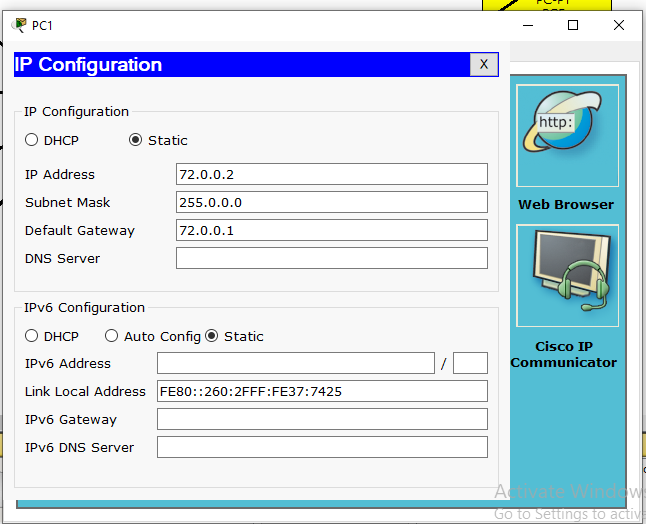 PC-PT
PC1
IP Configuration
X
IP Configuration
DHCP
Static
IP Address
72.0.0.2
Subnet Mask
255.0.0.0
Default Gateway
72.0.0.1
DNS Server
IPv6 Configuration
DHCP
Auto Config
Static
IPv6 Address
/
Link Local Address
FE80::260:2FFF:FE37:7425
IPv6 Gateway
IPv6 DNS Server
http:
Web Browser
Cisco IP
Communicator
Activate Windows
Go to Settings to activ